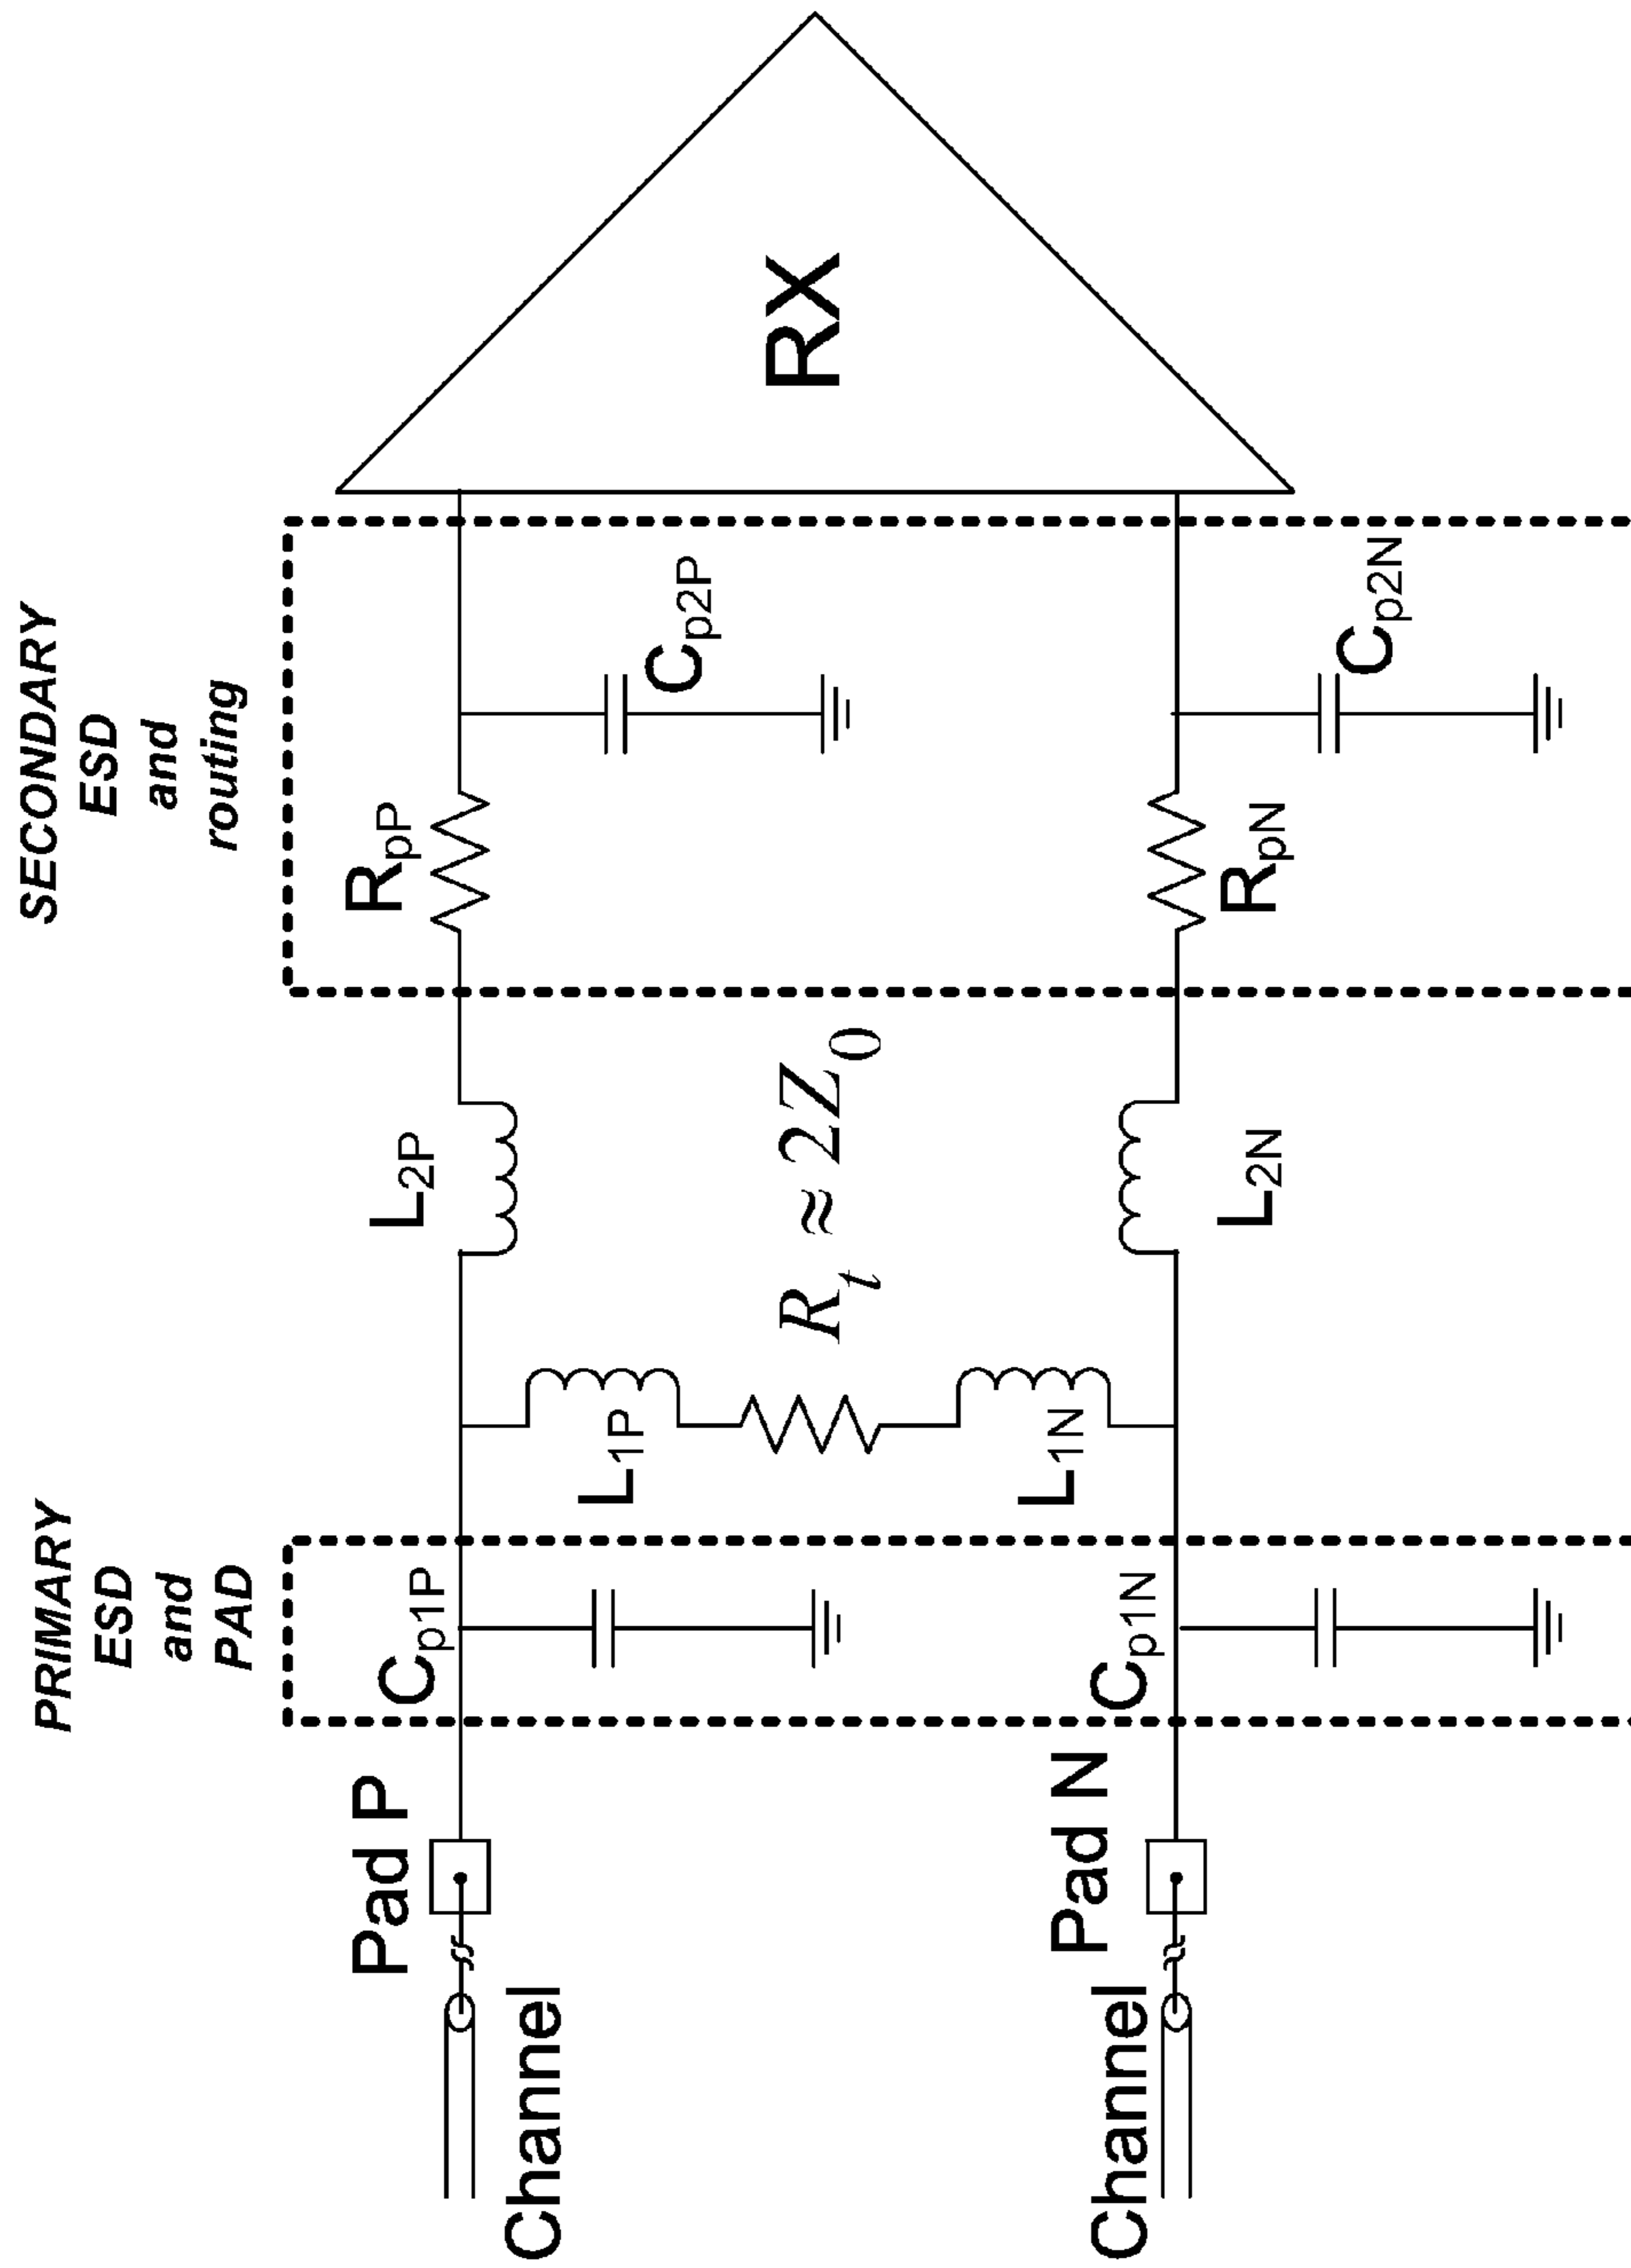 PRIMARY
ESD
and
PAD
SECONDARY
ESD
and
routing
Channel
Pad P
C_p1P
L_1P
L_2P
R_pP
C_p2P
R_t ≈ 2Z_0
RX
Channel
Pad N
C_p1N
L_1N
L_2N
R_pN
C_p2N